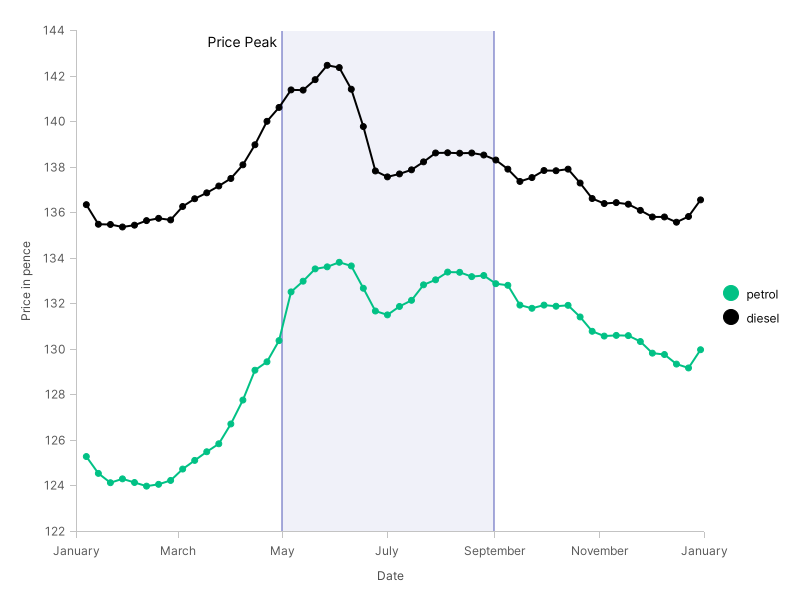 Price Peak
144
142
140
138
136
134
132
130
128
126
124
122
Price in pence
January March May July September November January
Date
petrol
diesel